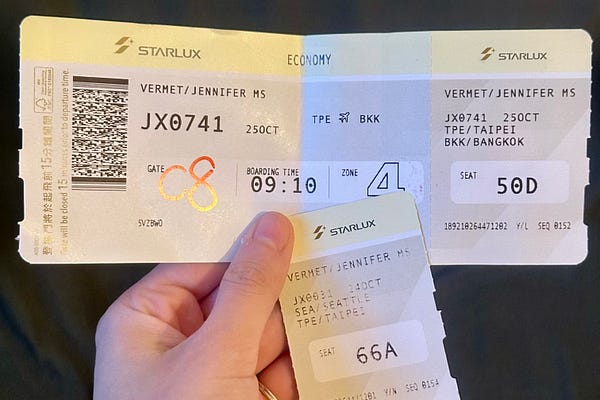 STARLUX
ECONOMY
VERMET/JENNIFER MS
JX0741 25OCT
TPE BKK
GATE C8
BOARDING TIME 09:10
ZONE 4
5VZBWO
登機門將於起飛前15分鐘關閉
Gate will be closed 15 minutes prior to departure time.
STARLUX
VERMET/JENNIFER MS
JX0741 25OCT
TPE/TAIPEI
BKK/BANGKOK
SEAT 50D
Y/L SEQ 0152
STARLUX
VERMET/JENNIFER MS
JX0031 14OCT
SEA/SEATTLE
TPE/TAIPEI
SEAT 66A
Y/N SEQ 0154